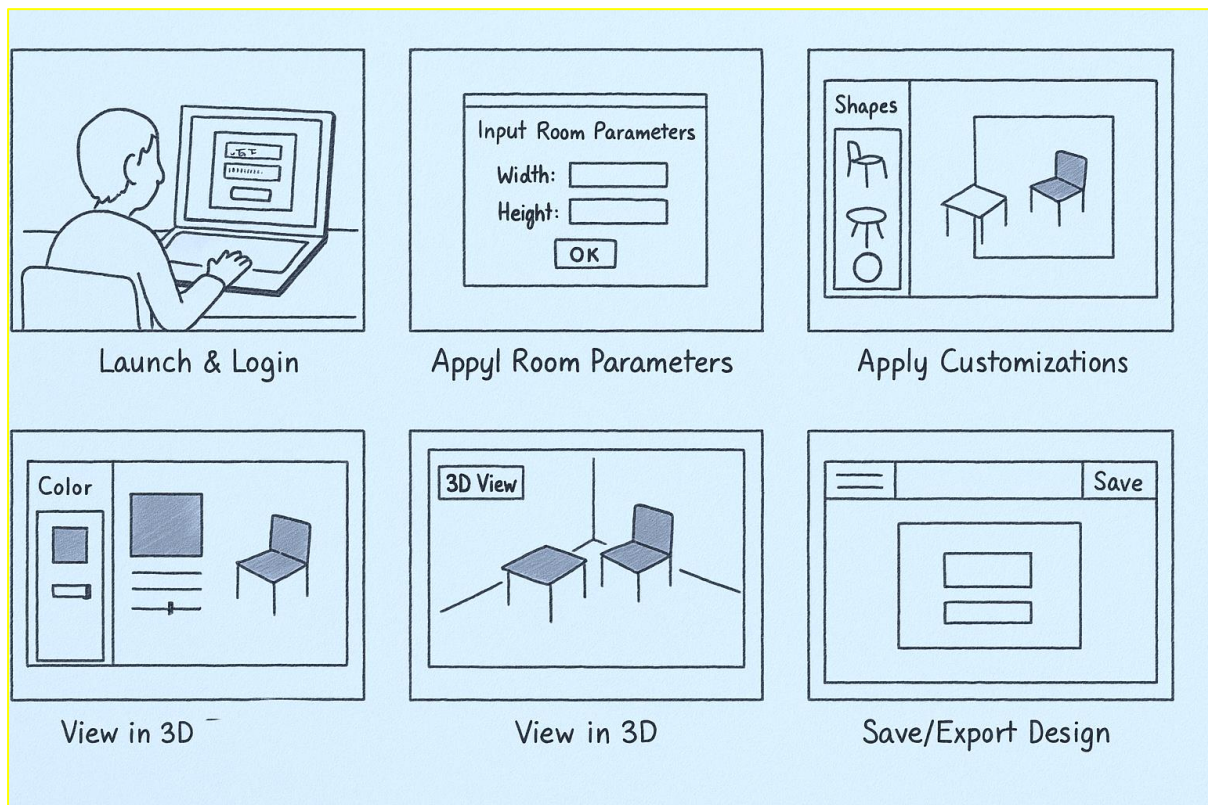 Launch & Login
Input Room Parameters
Width:
Height:
OK
Appyl Room Parameters
Shapes
Apply Customizations
Color
View in 3D
3D View
View in 3D
Save
Save/Export Design